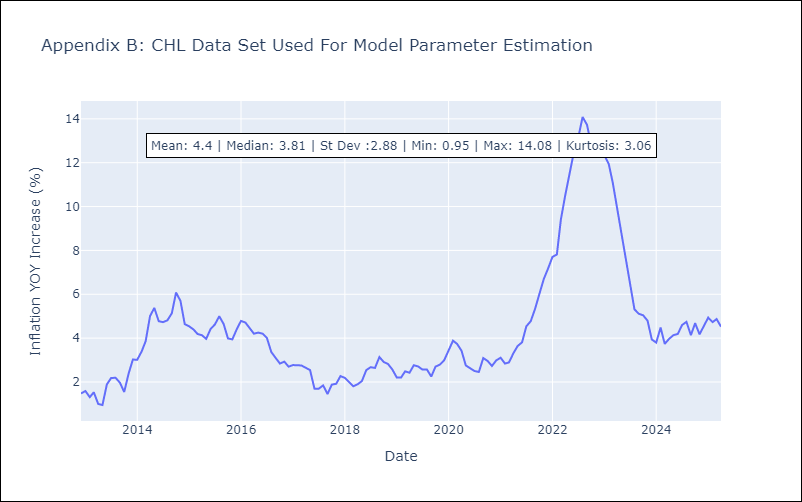 Appendix B: CHL Data Set Used For Model Parameter Estimation
14
Mean: 4.4 | Median: 3.81 | St Dev :2.88 | Min: 0.95 | Max: 14.08 | Kurtosis: 3.06
12
10
8
6
4
2
Inflation YOY Increase (%)
2014 2016 2018 2020 2022 2024
Date